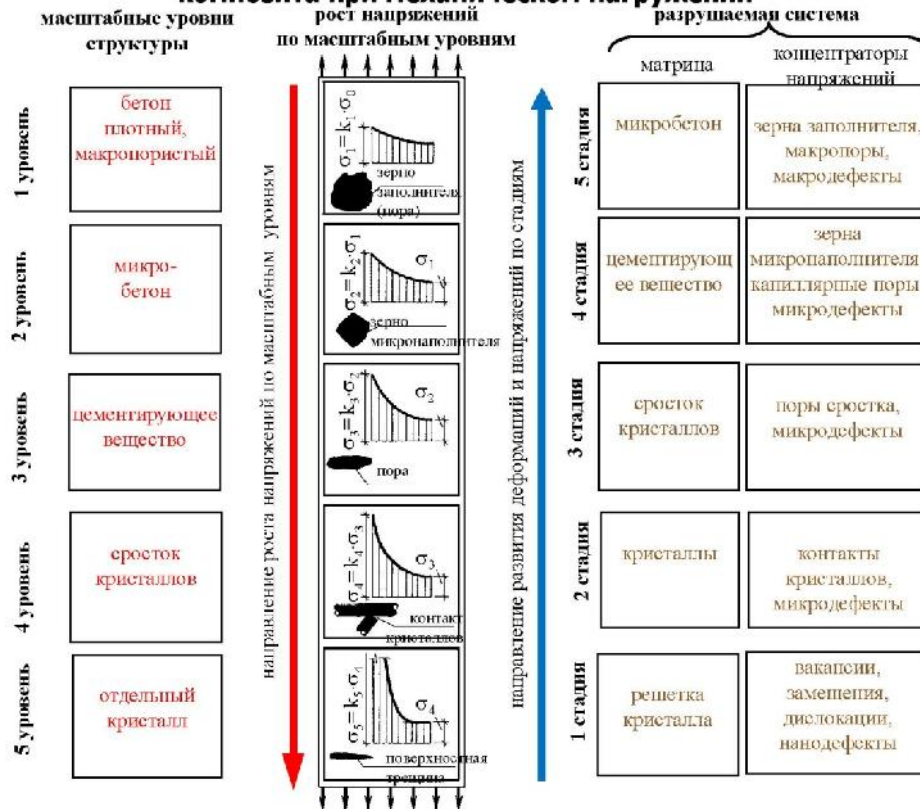 композита при механическом нагружении
масштабные уровни
структуры
рост напряжений
по масштабным уровням
разрушаемая система
матрица
концентраторы
напряжений
1 уровень
бетон
плотный,
макропористый
σ₁=k₁·σ₀
зерно
заполнителя
(пора)
5 стадия
микробетон
зерна заполнителя,
макропоры,
макродефекты
2 уровень
микро-
бетон
σ₂=k₂·σ₁
σ₁
зерно
микронаполнителя
4 стадия
цементирующ
ее вещество
зерна
микронаполнителя
капиллярные поры
микродефекты
3 уровень
цементирующее
вещество
σ₃=k₃·σ₂
σ₂
пора
3 стадия
сросток
кристаллов
поры сростка,
микродефекты
4 уровень
сросток
кристаллов
σ₄=k₄·σ₃
σ₃
контакт
кристаллов
2 стадия
кристаллы
контакты
кристаллов,
микродефекты
5 уровень
отдельный
кристалл
σ₅=k₅·σ₄
σ₄
поверхностная
трещина
1 стадия
решетка
кристалла
вакансии,
замещения,
дислокации,
нанодефекты
направление роста напряжений по масштабным уровням
направление развития деформаций и напряжений по стадиям